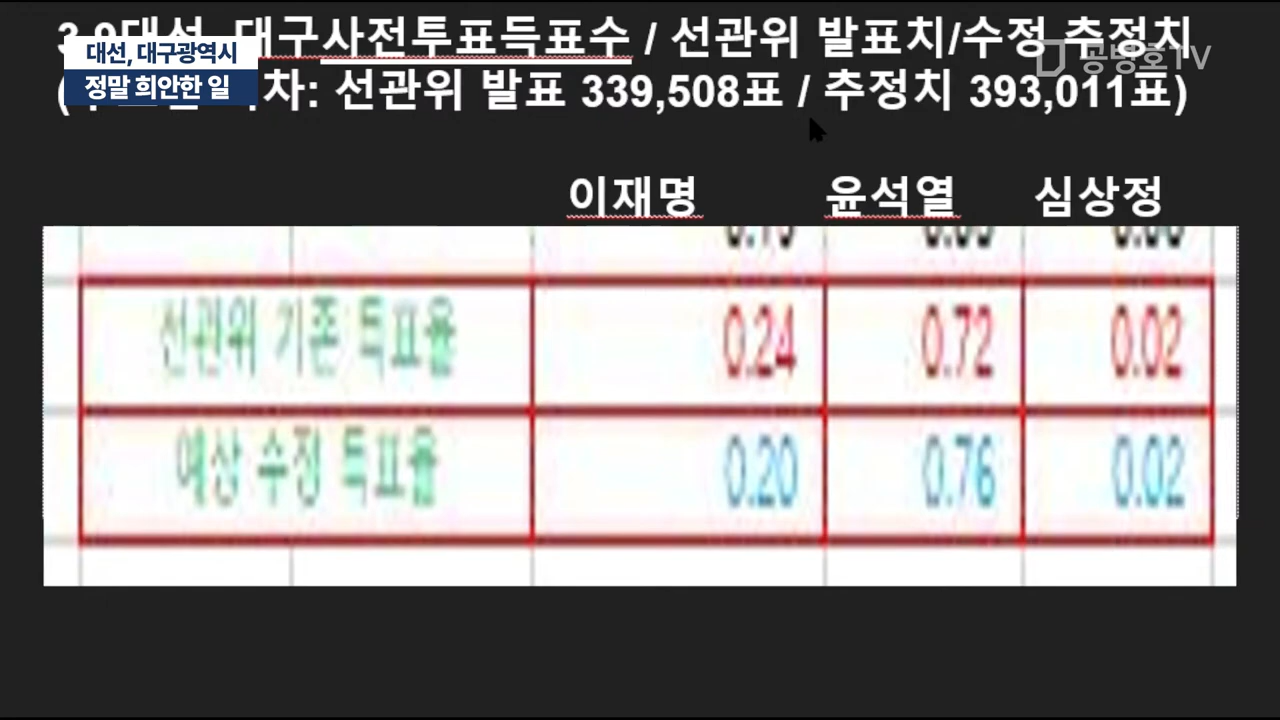 3.9대선, 대구사전투표득표수 / 선관위 발표치/수정 추정치
대선, 대구광역시
정말 희안한 일
차: 선관위 발표 339,508표 / 추정치 393,011표)
공병호TV
이재명 윤석열 심상정
선관위 기존 득표율 0.24 0.72 0.02
예상 수정 득표율 0.20 0.76 0.02